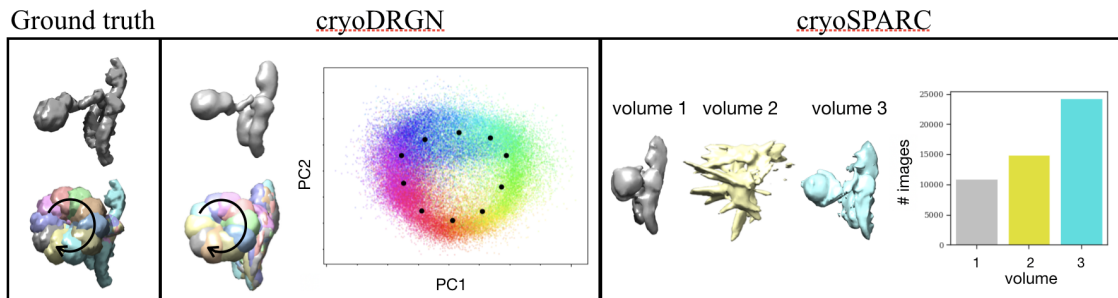 Ground truth
cryoDRGN
cryoSPARC
PC2
PC1
volume 1
volume 2
volume 3
# images
25000
20000
15000
10000
5000
0
1
2
3
volume